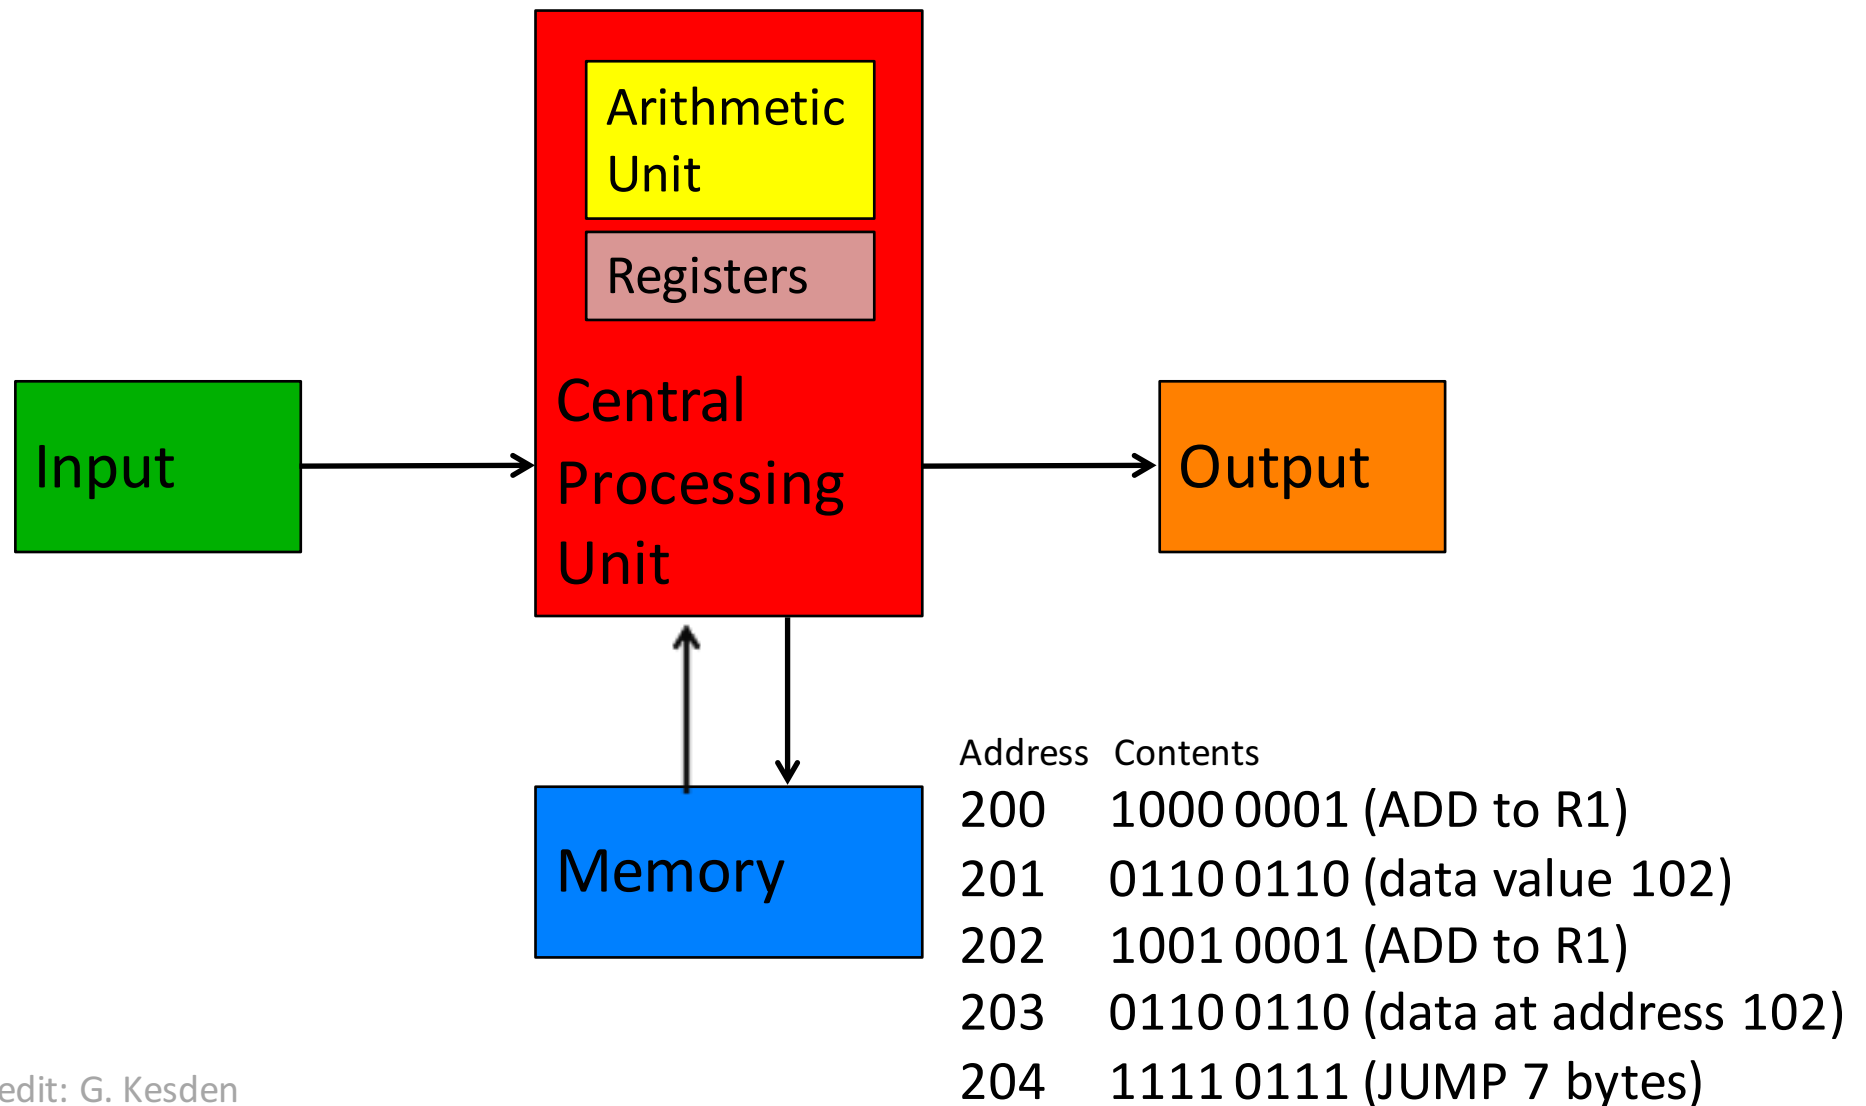 Arithmetic
Unit
Registers
Central
Processing
Unit
Input
Output
Memory
Address Contents
200 1000 0001 (ADD to R1)
201 0110 0110 (data value 102)
202 1001 0001 (ADD to R1)
203 0110 0110 (data at address 102)
204 1111 0111 (JUMP 7 bytes)
edit: G. Kesden